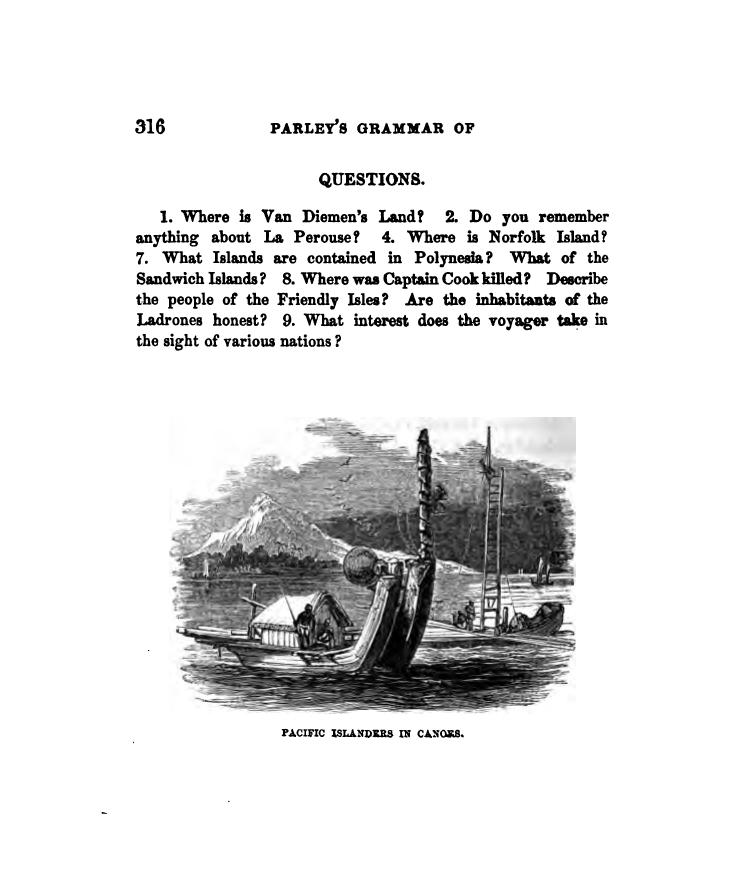 316
PARLEY'S GRAMMAR OF
QUESTIONS.
1. Where is Van Diemen's Land? 2. Do you remember
anything about La Perouse? 4. Where is Norfolk Island?
7. What Islands are contained in Polynesia? What of the
Sandwich Islands? 8. Where was Captain Cook killed? Describe
the people of the Friendly Isles? Are the inhabitants of the
Ladrones honest? 9. What interest does the voyager take in
the sight of various nations?
PACIFIC ISLANDERS IN CANOES.